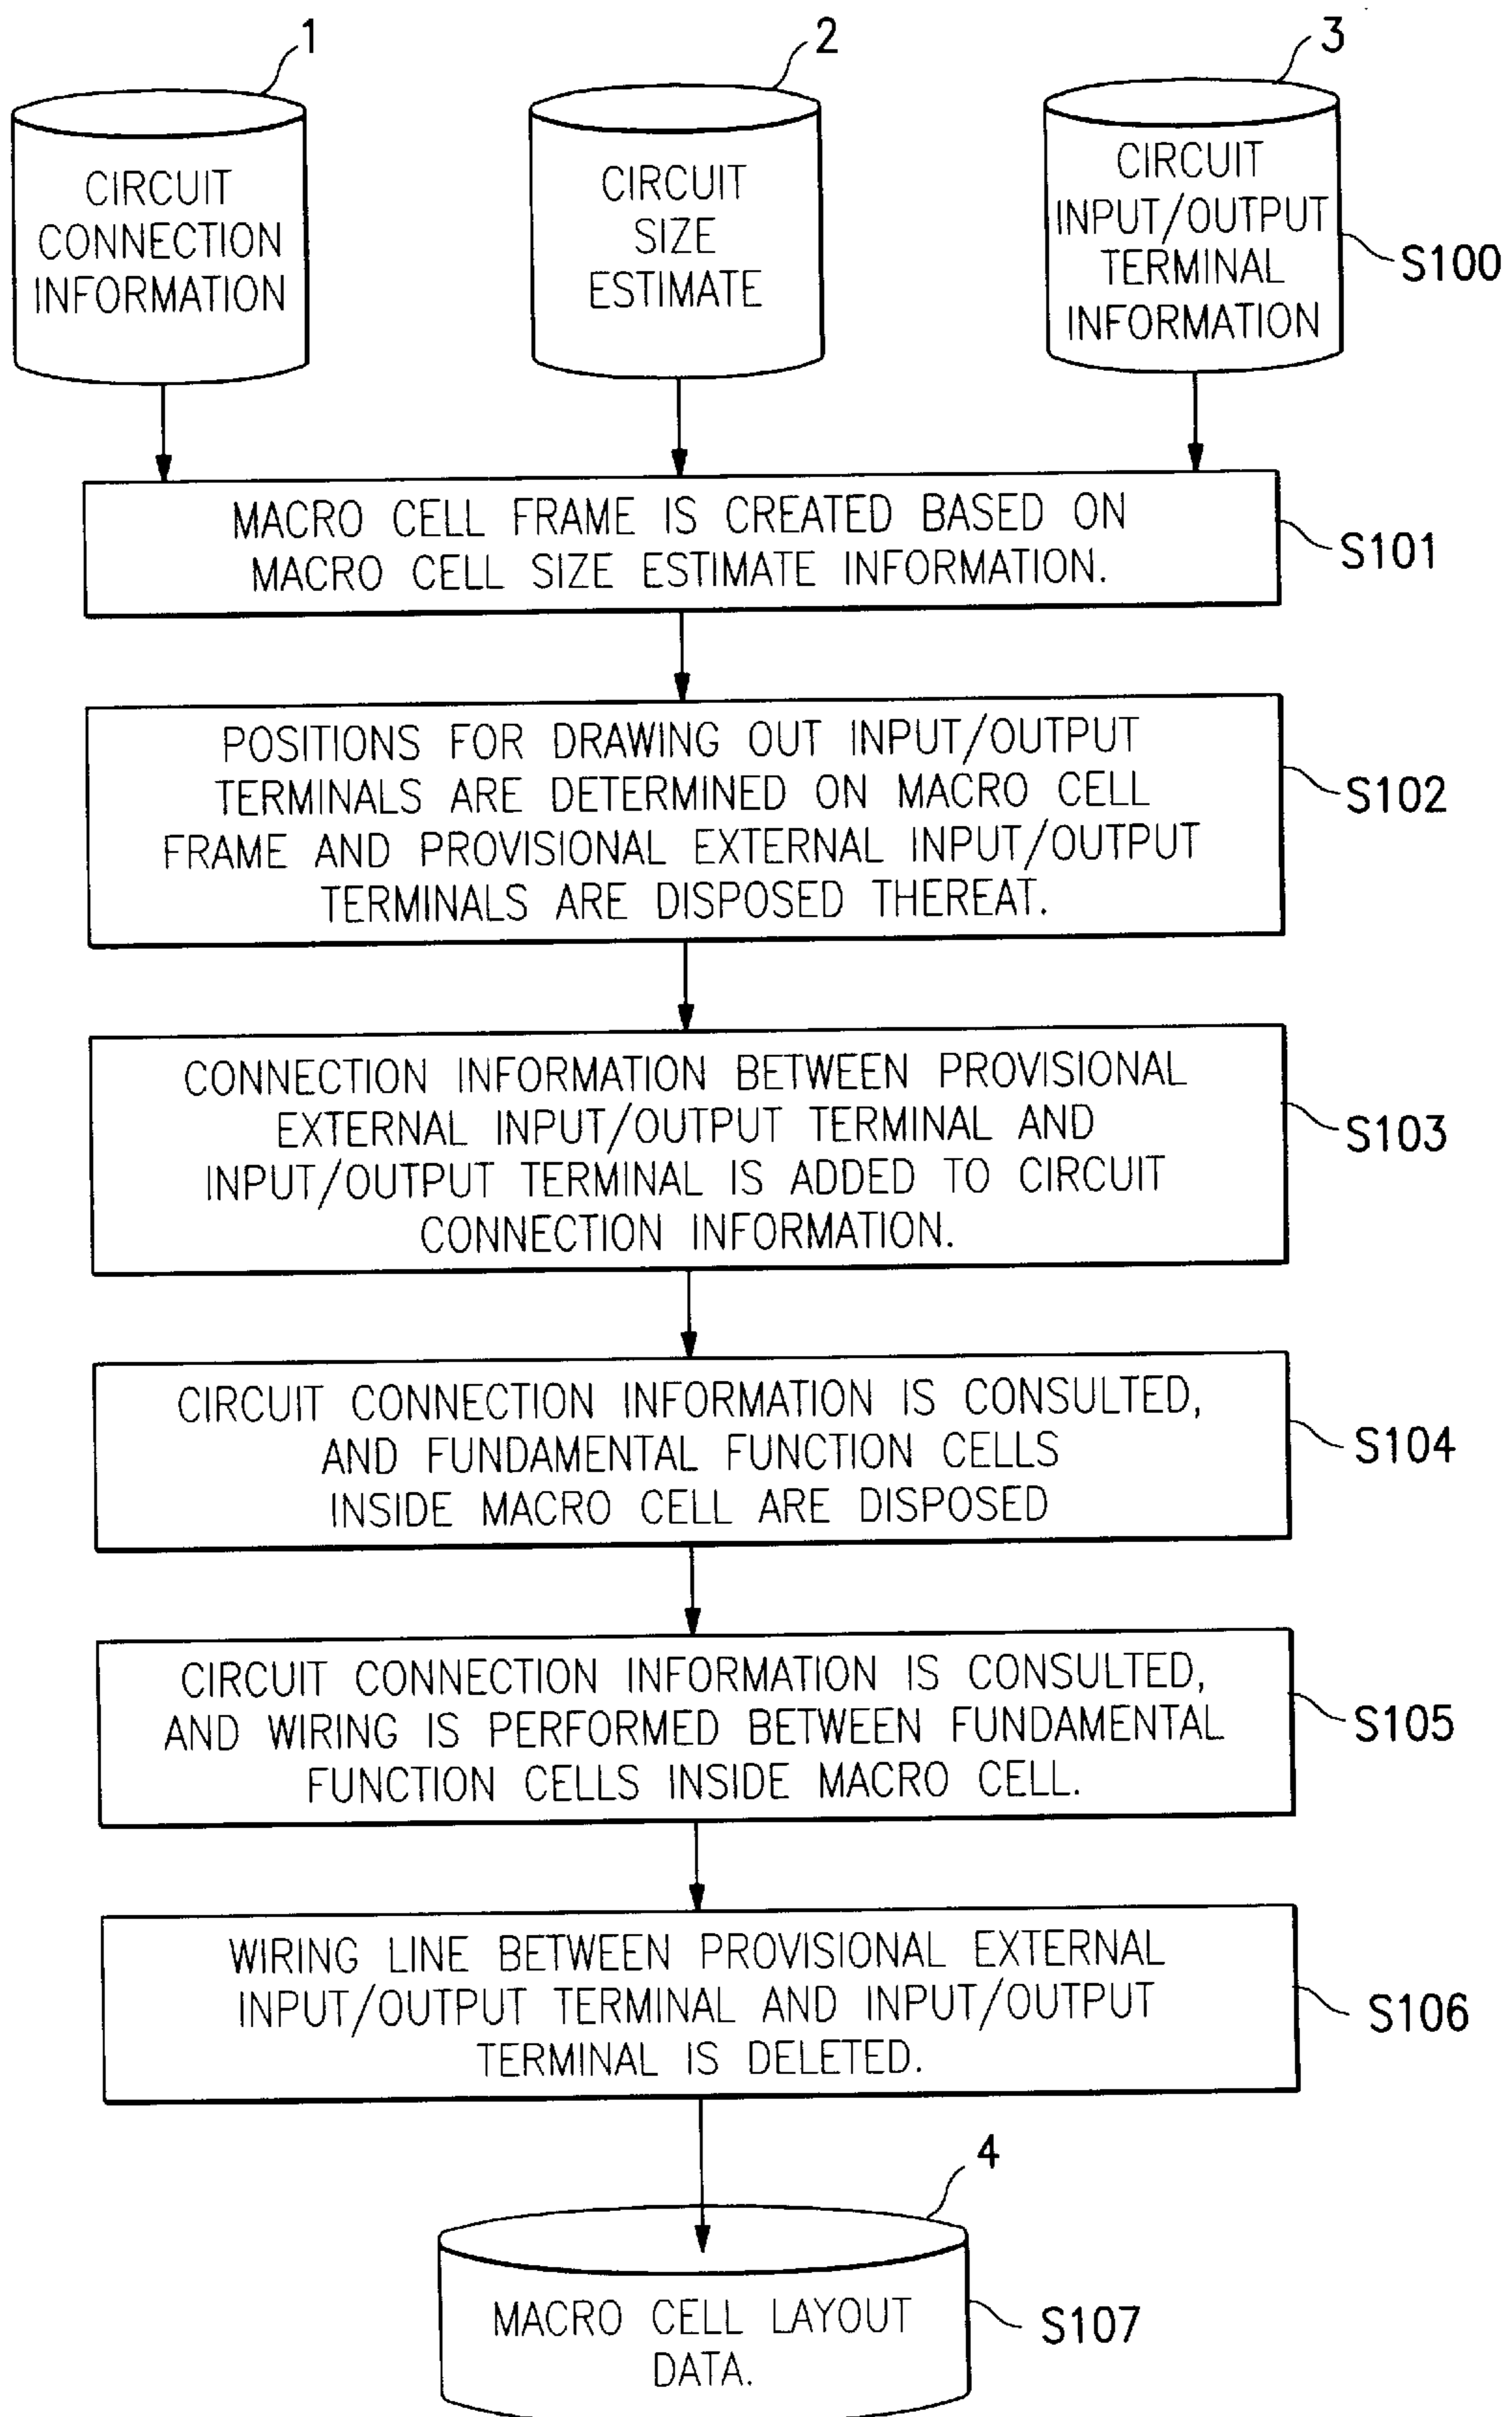 1
2
3
CIRCUIT
CONNECTION
INFORMATION
CIRCUIT
SIZE
ESTIMATE
CIRCUIT
INPUT/OUTPUT
TERMINAL
INFORMATION
S100
MACRO CELL FRAME IS CREATED BASED ON
MACRO CELL SIZE ESTIMATE INFORMATION.
S101
POSITIONS FOR DRAWING OUT INPUT/OUTPUT
TERMINALS ARE DETERMINED ON MACRO CELL
FRAME AND PROVISIONAL EXTERNAL INPUT/OUTPUT
TERMINALS ARE DISPOSED THEREAT.
S102
CONNECTION INFORMATION BETWEEN PROVISIONAL
EXTERNAL INPUT/OUTPUT TERMINAL AND
INPUT/OUTPUT TERMINAL IS ADDED TO CIRCUIT
CONNECTION INFORMATION.
S103
CIRCUIT CONNECTION INFORMATION IS CONSULTED,
AND FUNDAMENTAL FUNCTION CELLS
INSIDE MACRO CELL ARE DISPOSED
S104
CIRCUIT CONNECTION INFORMATION IS CONSULTED,
AND WIRING IS PERFORMED BETWEEN FUNDAMENTAL
FUNCTION CELLS INSIDE MACRO CELL.
S105
WIRING LINE BETWEEN PROVISIONAL EXTERNAL
INPUT/OUTPUT TERMINAL AND INPUT/OUTPUT
TERMINAL IS DELETED.
S106
4
MACRO CELL LAYOUT
DATA.
S107